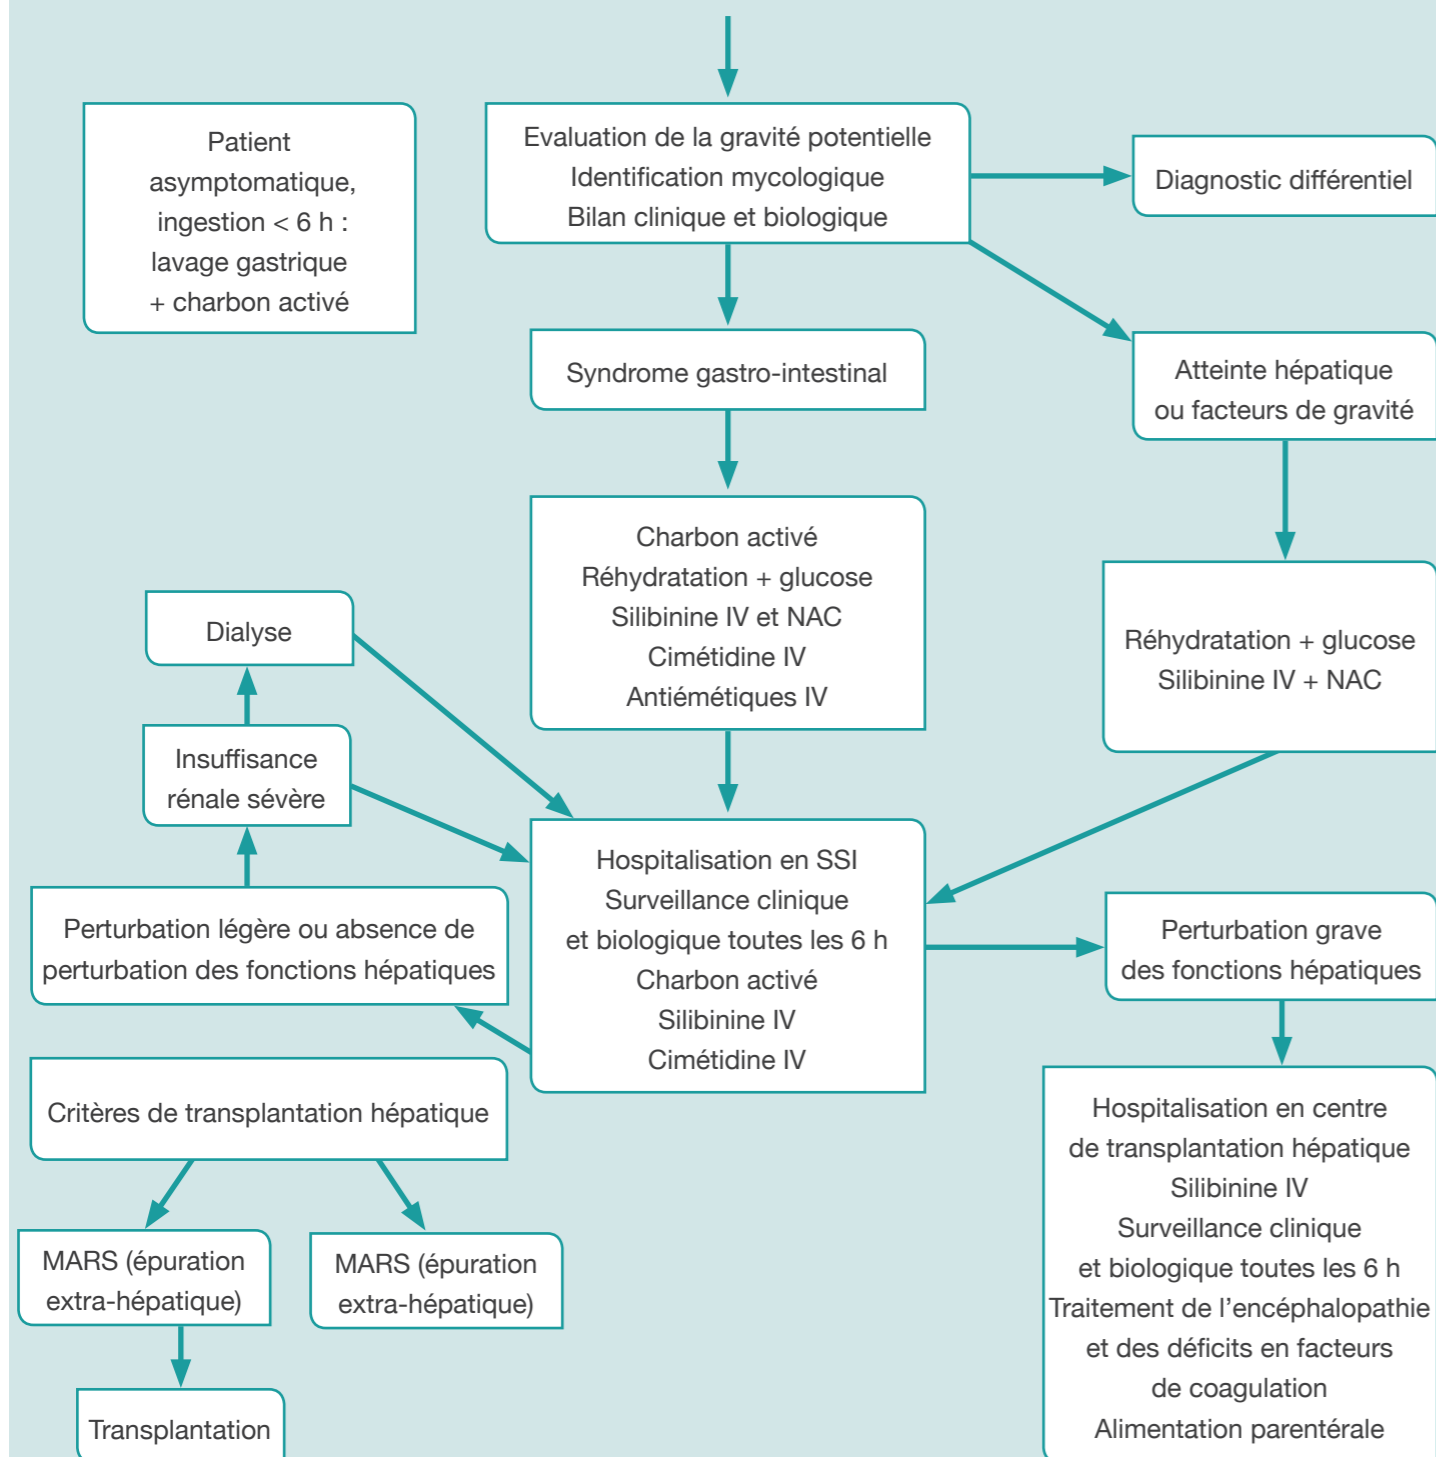 Patient
asymptomatique,
ingestion < 6 h :
lavage gastrique
+ charbon activé
Evaluation de la gravité potentielle
Identification mycologique
Bilan clinique et biologique
Diagnostic différentiel
Syndrome gastro-intestinal
Atteinte hépatique
ou facteurs de gravité
Charbon activé
Réhydratation + glucose
Silibinine IV et NAC
Cimétidine IV
Antiémétiques IV
Réhydratation + glucose
Silibinine IV + NAC
Dialyse
Insuffisance
rénale sévère
Perturbation légère ou absence de
perturbation des fonctions hépatiques
Hospitalisation en SSI
Surveillance clinique
et biologique toutes les 6 h
Charbon activé
Silibinine IV
Cimétidine IV
Perturbation grave
des fonctions hépatiques
Critères de transplantation hépatique
MARS (épuration
extra-hépatique)
MARS (épuration
extra-hépatique)
Transplantation
Hospitalisation en centre
de transplantation hépatique
Silibinine IV
Surveillance clinique
et biologique toutes les 6 h
Traitement de l'encéphalopathie
et des déficits en facteurs
de coagulation
Alimentation parentérale